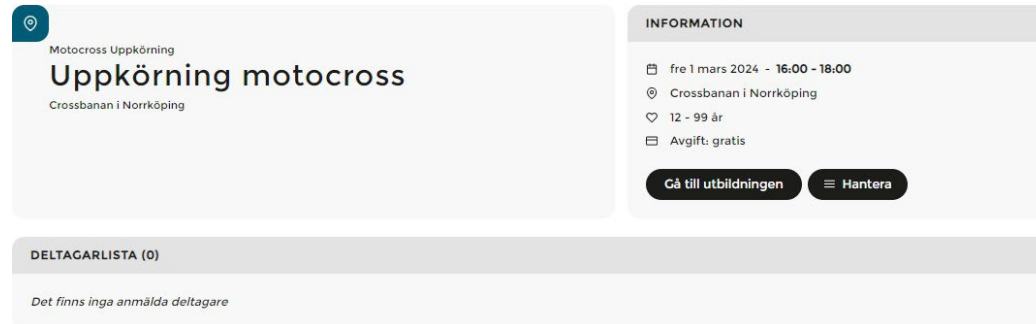 Motocross Uppkörning
Uppkörning motocross
Crossbanan i Norrköping
INFORMATION
fre 1 mars 2024 - 16:00 - 18:00
Crossbanan i Norrköping
12 - 99 år
Avgift: gratis
Gå till utbildningen
Hantera
DELTAGARLISTA (0)
Det finns inga anmälda deltagare